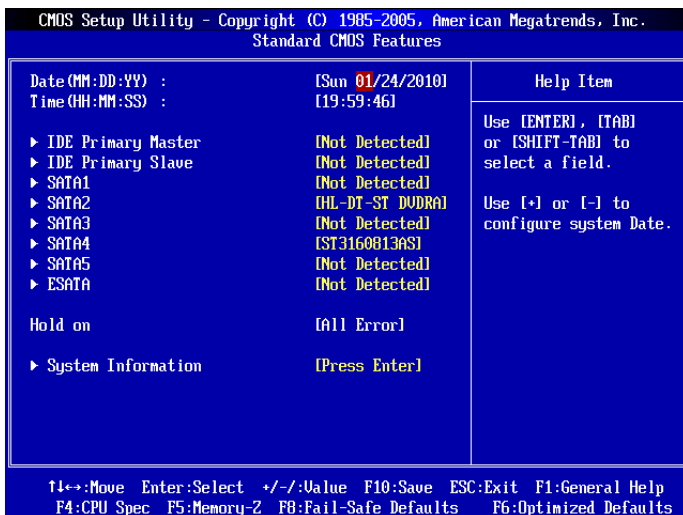 CMOS Setup Utility - Copyright (C) 1985-2005, American Megatrends, Inc.
Standard CMOS Features
Date(MM:DD:YY) : [Sun 01/24/2010]
Time(HH:MM:SS) : [19:59:46]
▶ IDE Primary Master [Not Detected]
▶ IDE Primary Slave [Not Detected]
▶ SATA1 [Not Detected]
▶ SATA2 [HL-DT-ST DVDRA]
▶ SATA3 [Not Detected]
▶ SATA4 [ST3160813AS]
▶ SATA5 [Not Detected]
▶ ESATA [Not Detected]
Hold on [All Error]
▶ System Information [Press Enter]
Help Item
Use [ENTER], [TAB]
or [SHIFT-TAB] to
select a field.
Use [+] or [-] to
configure system Date.
↑↓↔:Move Enter:Select +/-/:Value F10:Save ESC:Exit F1:General Help
F4:CPU Spec F5:Memory-Z F8:Fail-Safe Defaults F6:Optimized Defaults